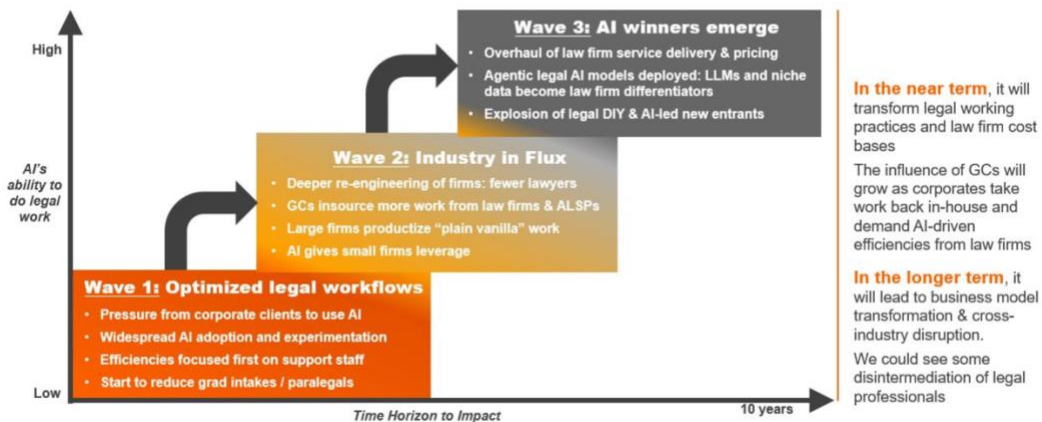 High
AI's
ability to
do legal
work
Low
Wave 3: AI winners emerge
• Overhaul of law firm service delivery & pricing
• Agentic legal AI models deployed: LLMs and niche
data become law firm differentiators
• Explosion of legal DIY & AI-led new entrants
Wave 2: Industry in Flux
• Deeper re-engineering of firms: fewer lawyers
• GCs insource more work from law firms & ALSPs
• Large firms productize “plain vanilla” work
• AI gives small firms leverage
Wave 1: Optimized legal workflows
• Pressure from corporate clients to use AI
• Widespread AI adoption and experimentation
• Efficiencies focused first on support staff
• Start to reduce grad intakes / paralegals
Time Horizon to Impact
10 years
In the near term, it will
transform legal working
practices and law firm cost
bases
The influence of GCs will
grow as corporates take
work back in-house and
demand AI-driven
efficiencies from law firms
In the longer term, it
will lead to business model
transformation & cross-
industry disruption.
We could see some
disintermediation of legal
professionals